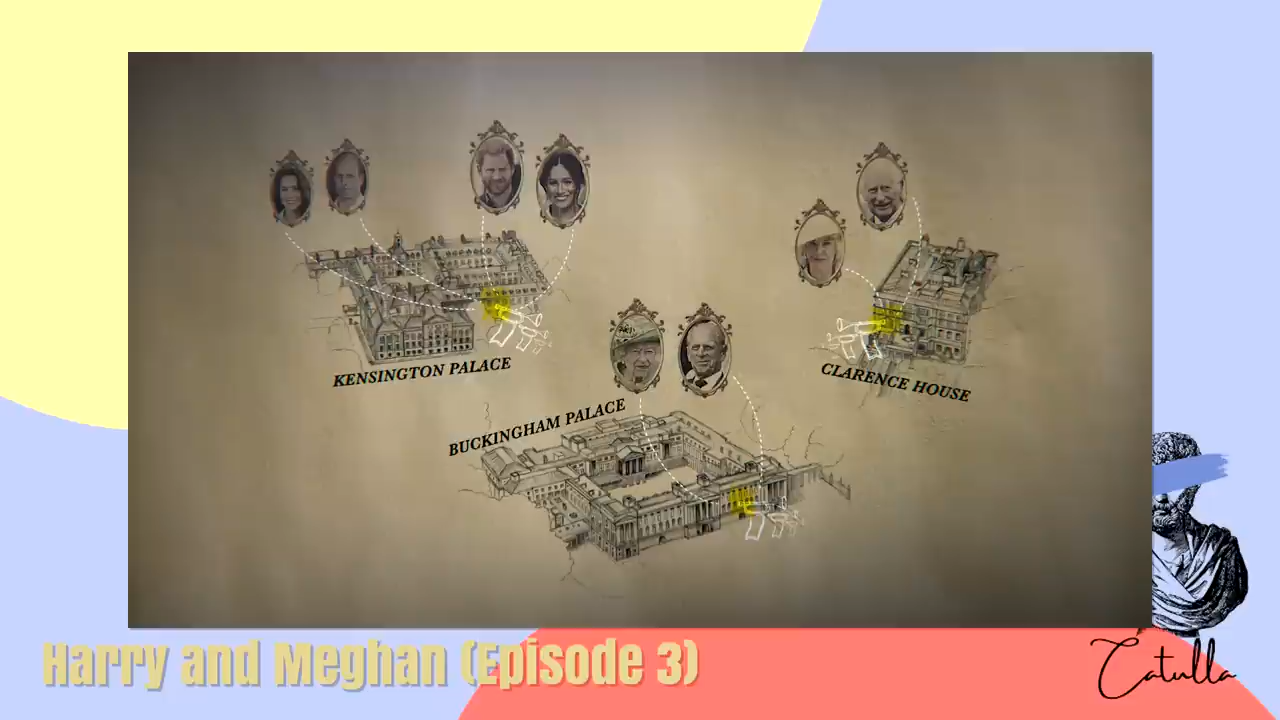 KENSINGTON PALACE
CLARENCE HOUSE
BUCKINGHAM PALACE
Harry and Meghan (Episode 3)
Catulla